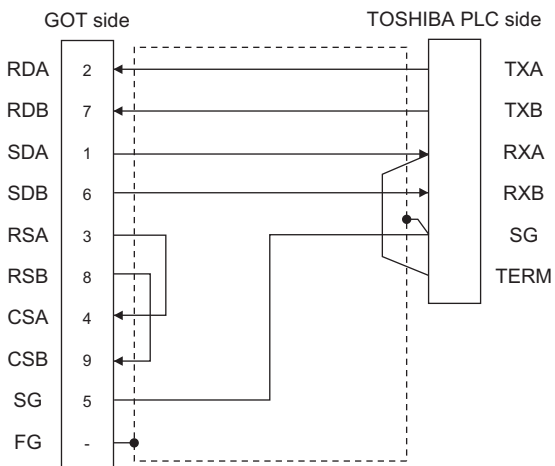 GOT side
TOSHIBA PLC side
RDA 2 TXA
RDB 7 TXB
SDA 1 RXA
SDB 6 RXB
RSA 3 SG
RSB 8 TERM
CSA 4
CSB 9
SG 5
FG -